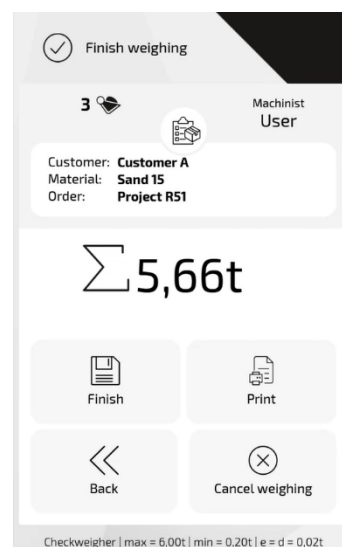 Finish weighing
3
Machinist
User
Customer: Customer A
Material: Sand 15
Order: Project R51
∑5,66t
Finish
Print
Back
Cancel weighing
Checkweigher | max = 6,00t | min = 0,20t | e = d = 0,02t